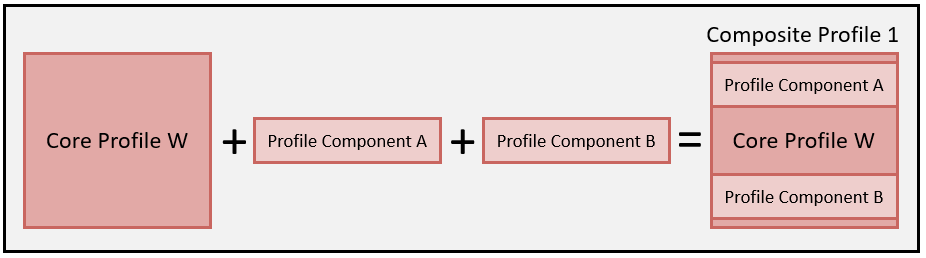 Composite Profile 1
Core Profile W + Profile Component A + Profile Component B =
Profile Component A
Core Profile W
Profile Component B